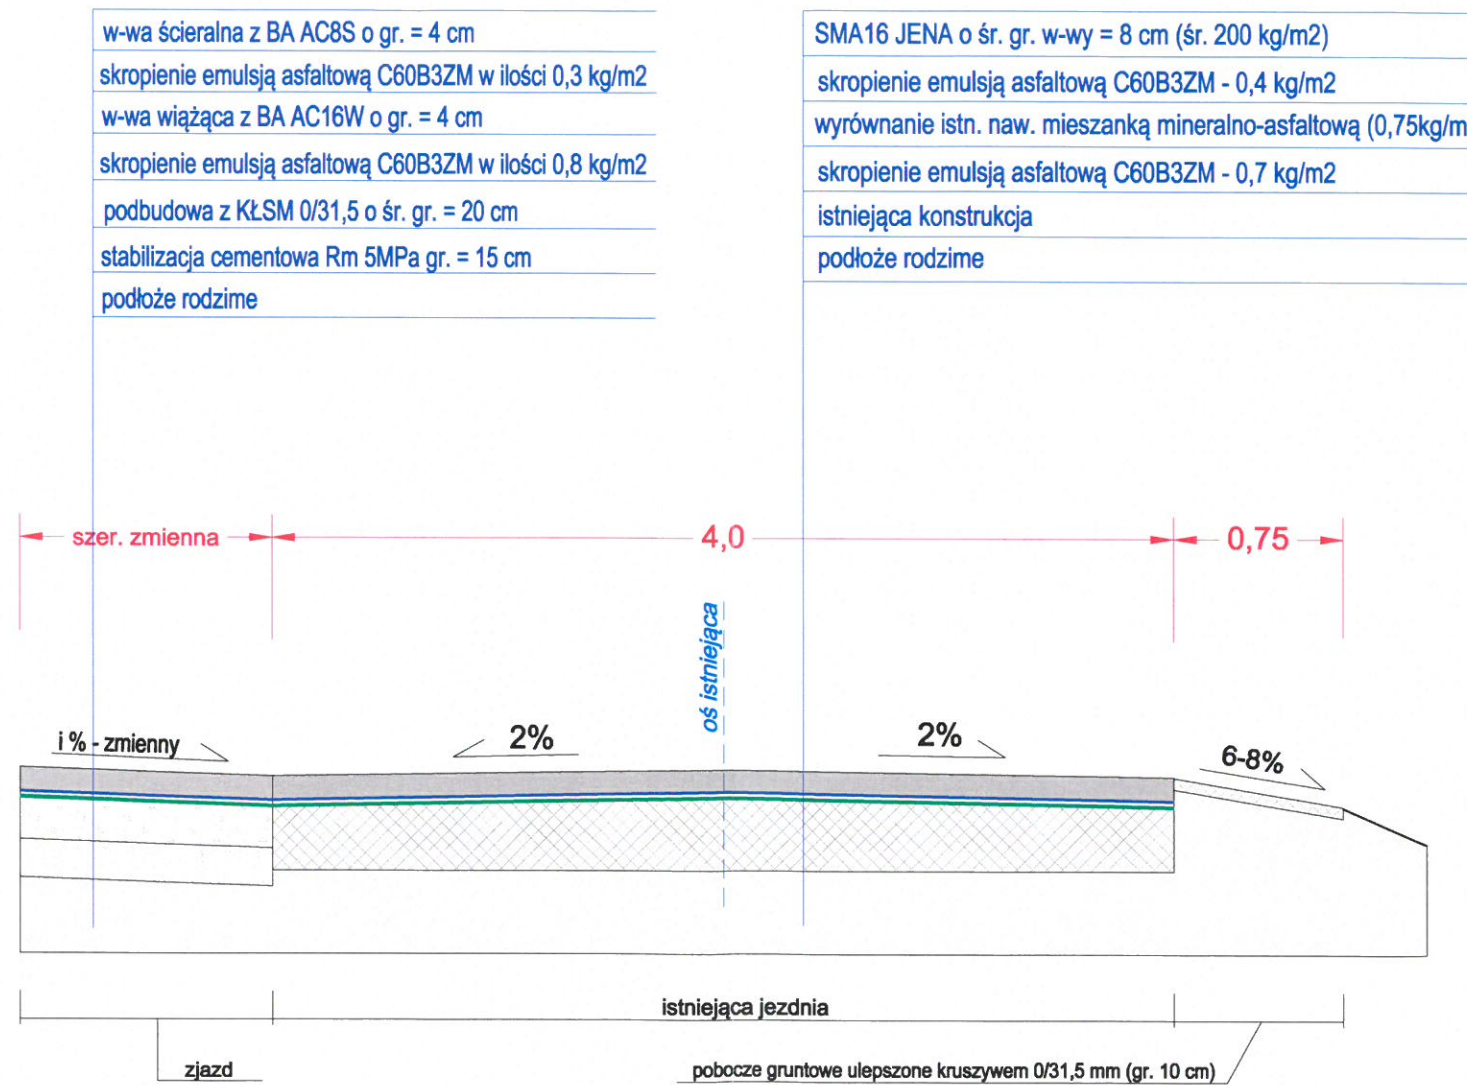 w-wa ścieralna z BA AC8S o gr. = 4 cm
skropienie emulsją asfaltową C60B3ZM w ilości 0,3 kg/m2
w-wa wiążąca z BA AC16W o gr. = 4 cm
skropienie emulsją asfaltową C60B3ZM w ilości 0,8 kg/m2
podbudowa z KŁSM 0/31,5 o śr. gr. = 20 cm
stabilizacja cementowa Rm 5MPa gr. = 15 cm
podłoże rodzime
SMA16 JENA o śr. gr. w-wy = 8 cm (śr. 200 kg/m2)
skropienie emulsją asfaltową C60B3ZM - 0,4 kg/m2
wyrównanie istn. naw. mieszanką mineralno-asfaltową (0,75kg/m
skropienie emulsją asfaltową C60B3ZM - 0,7 kg/m2
istniejąca konstrukcja
podłoże rodzime
szer. zmienna
4,0
0,75
oś istniejąca
i % - zmienny
2%
2%
6-8%
istniejąca jezdnia
zjazd
pobocze gruntowe ulepszone kruszywem 0/31,5 mm (gr. 10 cm)